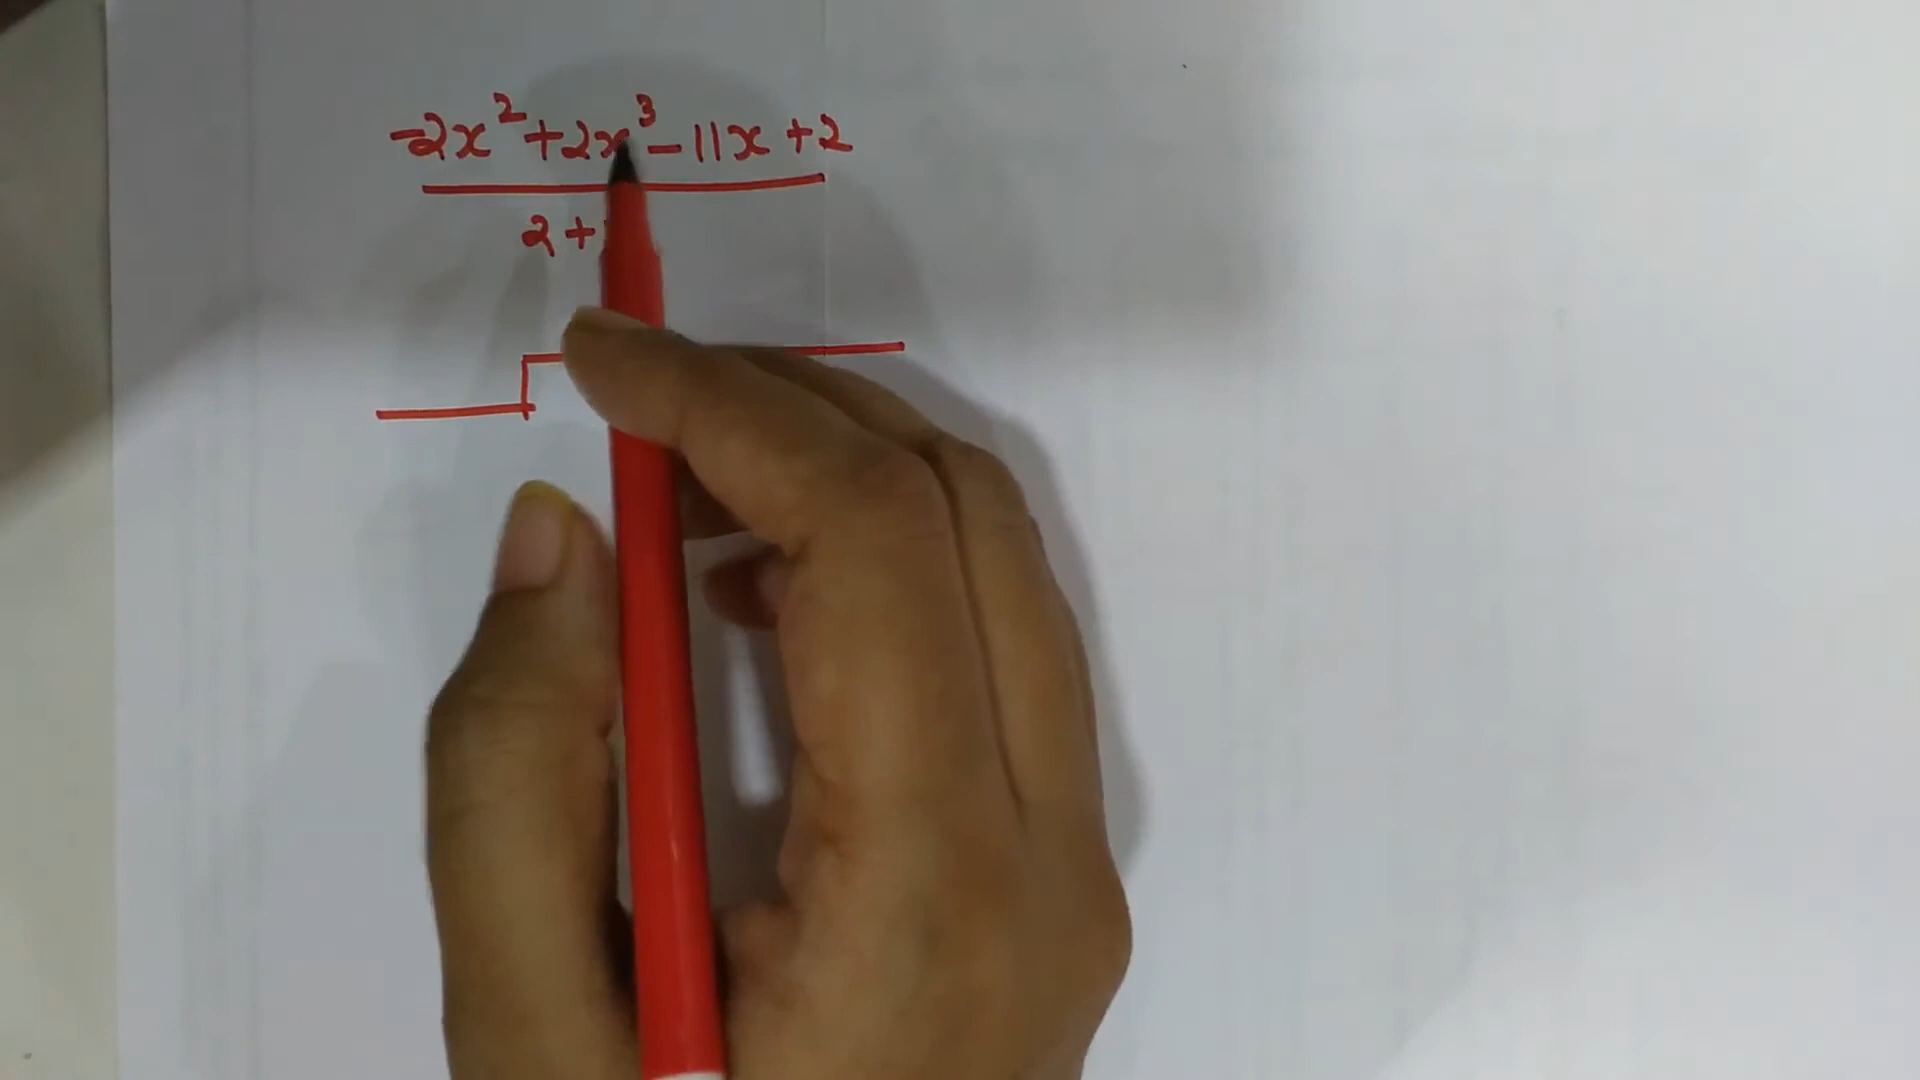 -2x² + 2x³ - 11x + 2
2 +